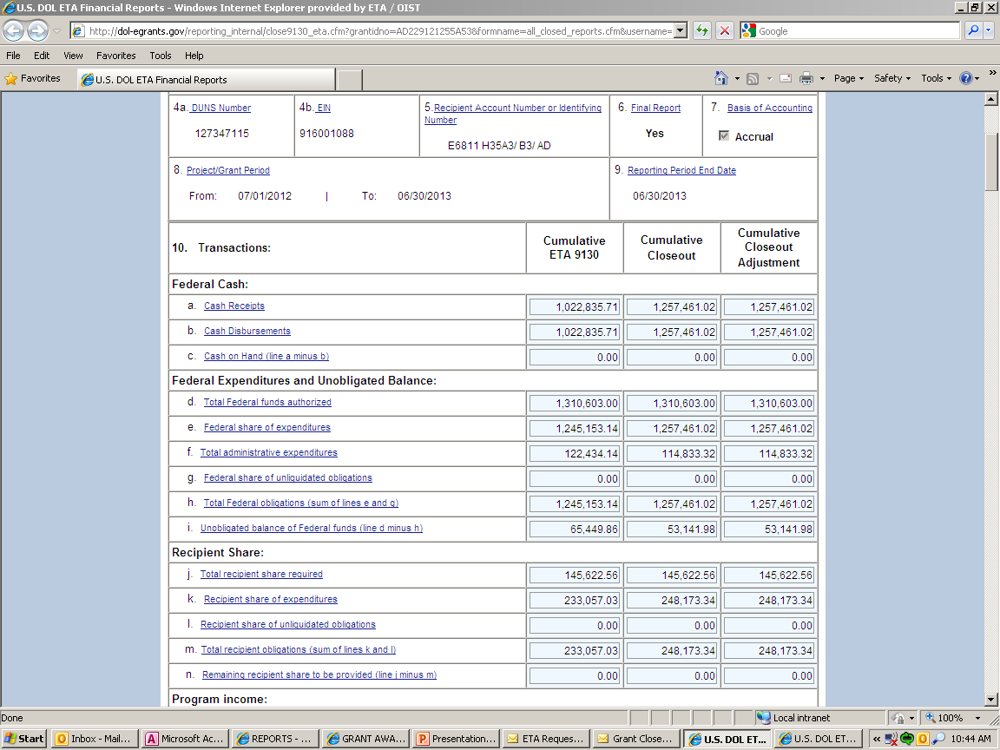 U.S. DOL ETA Financial Reports - Windows Internet Explorer provided by ETA / OIST
http://dol-egrants.gov/reporting_internal/close9130_eta.cfm?grantidno=AD229121255A53&formname=all_closed_reports.cfm&username=
Google
File Edit View Favorites Tools Help
Favorites U.S. DOL ETA Financial Reports Page Safety Tools »
4a. DUNS Number 4b. EIN 5. Recipient Account Number or Identifying 6. Final Report 7. Basis of Accounting
Number
127347115 916001088 E6811 H35A3/ B3/ AD Yes Accrual
8. Project/Grant Period 9. Reporting Period End Date
From: 07/01/2012 | To: 06/30/2013 06/30/2013
10. Transactions: Cumulative ETA 9130 Cumulative Closeout Cumulative Closeout Adjustment
Federal Cash:
a. Cash Receipts 1,022,835.71 1,257,461.02 1,257,461.02
b. Cash Disbursements 1,022,835.71 1,257,461.02 1,257,461.02
c. Cash on Hand (line a minus b) 0.00 0.00 0.00
Federal Expenditures and Unobligated Balance:
d. Total Federal funds authorized 1,310,603.00 1,310,603.00 1,310,603.00
e. Federal share of expenditures 1,245,153.14 1,257,461.02 1,257,461.02
f. Total administrative expenditures 122,434.14 114,833.32 114,833.32
g. Federal share of unliquidated obligations 0.00 0.00 0.00
h. Total Federal obligations (sum of lines e and g) 1,245,153.14 1,257,461.02 1,257,461.02
i. Unobligated balance of Federal funds (line d minus h) 65,449.86 53,141.98 53,141.98
Recipient Share:
j. Total recipient share required 145,622.56 145,622.56 145,622.56
k. Recipient share of expenditures 233,057.03 248,173.34 248,173.34
l. Recipient share of unliquidated obligations 0.00 0.00 0.00
m. Total recipient obligations (sum of lines k and l) 233,057.03 248,173.34 248,173.34
n. Remaining recipient share to be provided (line j minus m) 0.00 0.00 0.00
Program income:
Done Local intranet 100%
Start Inbox - Mail... Microsoft Ac... REPORTS - ... GRANT AWA... Presentation... ETA Reques... Grant Close... U.S. DOL ET... U.S. DOL ET... « 10:44 AM